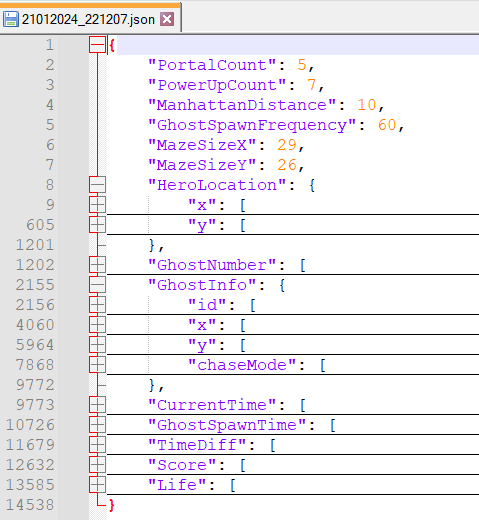 21012024_221207.json
1 {
2 "PortalCount": 5,
3 "PowerUpCount": 7,
4 "ManhattanDistance": 10,
5 "GhostSpawnFrequency": 60,
6 "MazeSizeX": 29,
7 "MazeSizeY": 26,
8 "HeroLocation": {
9 "x": [
605 "y": [
1201 },
1202 "GhostNumber": [
2155 "GhostInfo": {
2156 "id": [
4060 "x": [
5964 "y": [
7868 "chaseMode": [
9772 },
9773 "CurrentTime": [
10726 "GhostSpawnTime": [
11679 "TimeDiff": [
12632 "Score": [
13585 "Life": [
14538 }